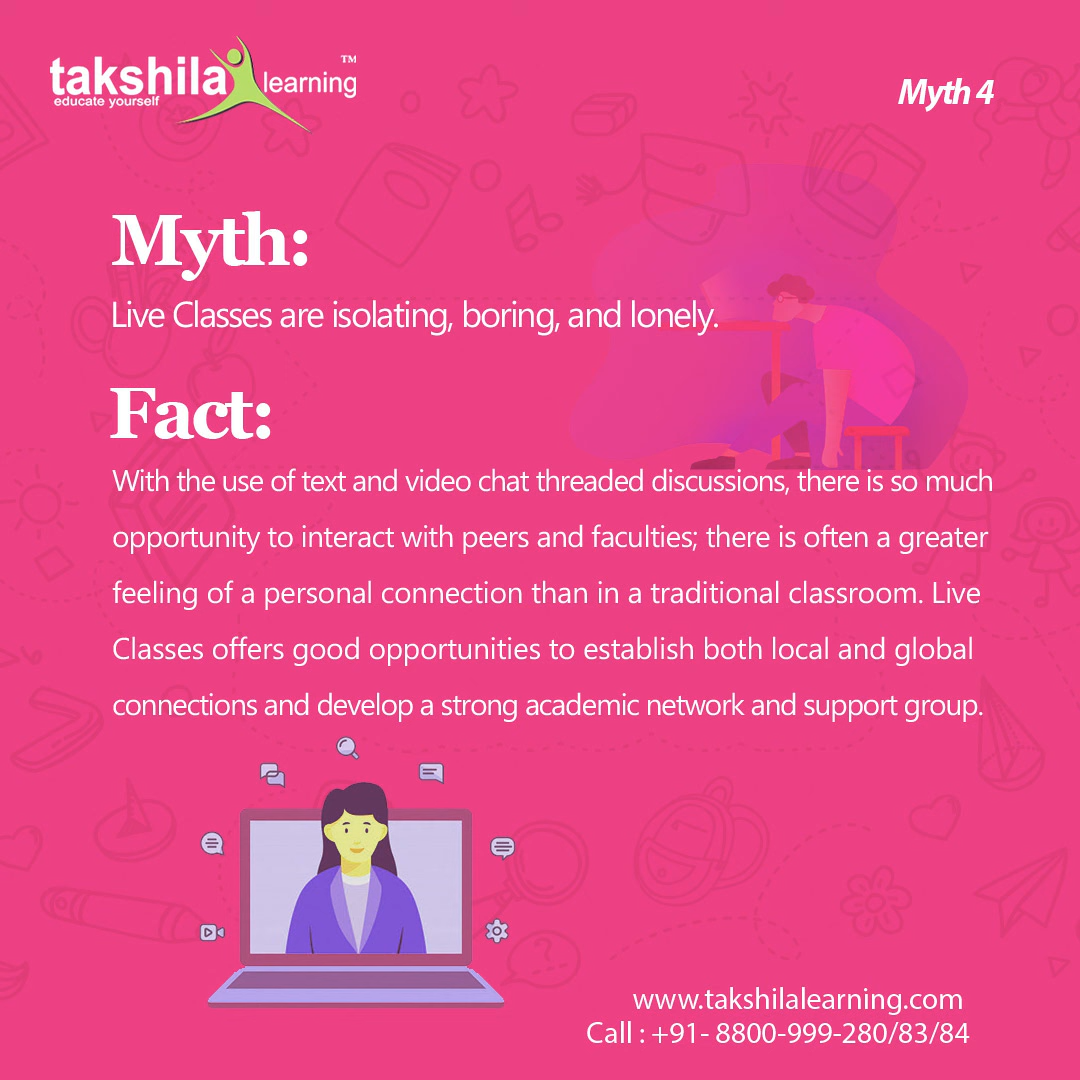 takshila learning ™
educate yourself
Myth 4
Myth:
Live Classes are isolating, boring, and lonely.
Fact:
With the use of text and video chat threaded discussions, there is so much
opportunity to interact with peers and faculties; there is often a greater
feeling of a personal connection than in a traditional classroom. Live
Classes offers good opportunities to establish both local and global
connections and develop a strong academic network and support group.
www.takshilalearning.com
Call : +91- 8800-999-280/83/84